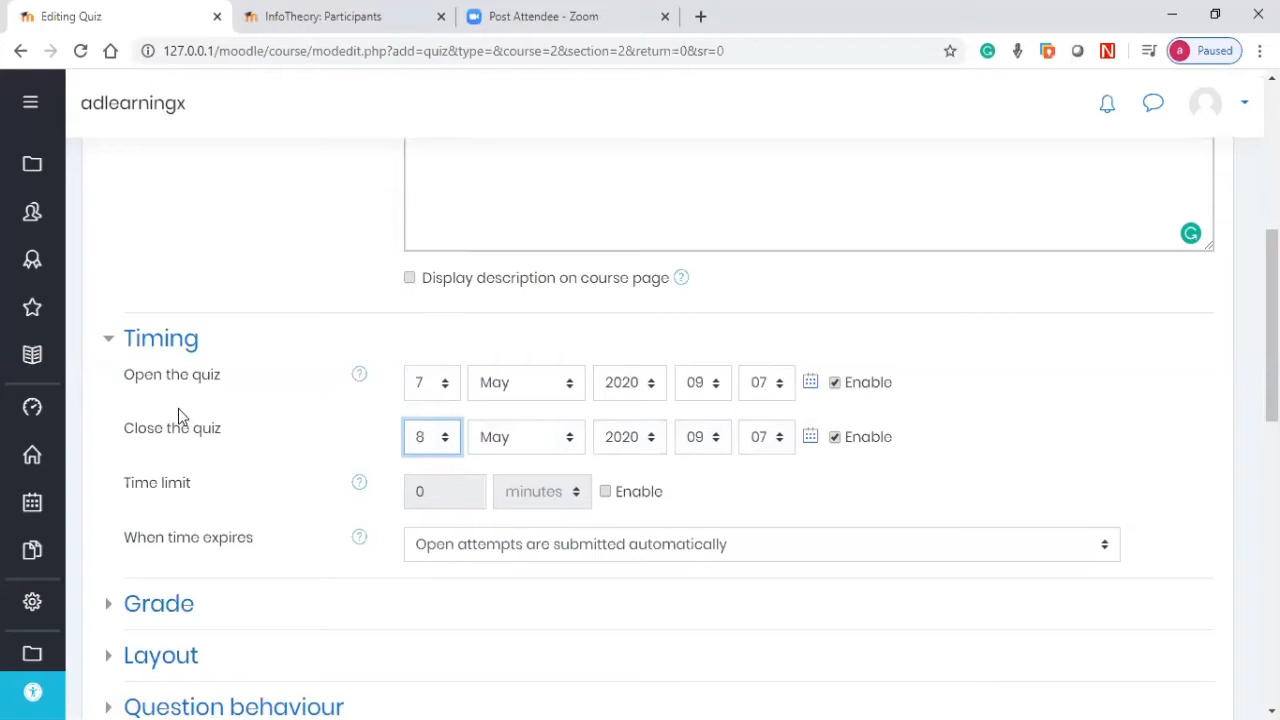 Editing Quiz
InfoTheory: Participants
Post Attendee - Zoom
127.0.0.1/moodle/course/modedit.php?add=quiz&type=&course=2&section=2&return=0&sr=0
N
a Paused
adlearningx
G
Display description on course page ?
Timing
Open the quiz ? 7 May 2020 09 07 Enable
Close the quiz 8 May 2020 09 07 Enable
Time limit ? 0 minutes Enable
When time expires ? Open attempts are submitted automatically
Grade
Layout
Question behaviour